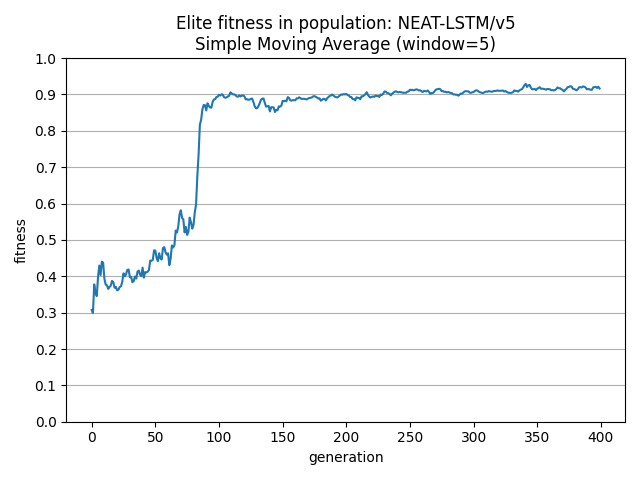 Elite fitness in population: NEAT-LSTM/v5
Simple Moving Average (window=5)
fitness
1.0
0.9
0.8
0.7
0.6
0.5
0.4
0.3
0.2
0.1
0.0
0 50 100 150 200 250 300 350 400
generation